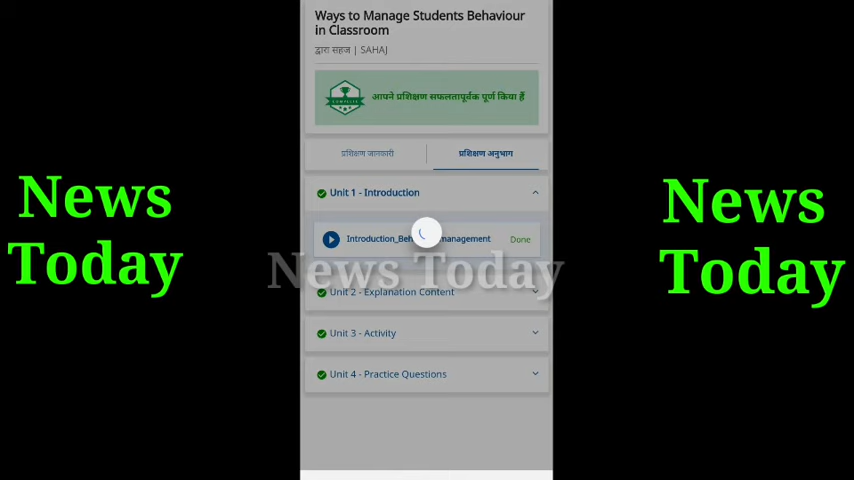 Ways to Manage Students Behaviour
in Classroom
द्वारा सहज | SAHAJ
आपने प्रशिक्षण सफलतापूर्वक पूर्ण किया हैं
प्रशिक्षण जानकारी
प्रशिक्षण अनुभाग
Unit 1 - Introduction
Introduction_Beh management
Done
Unit 2 - Explanation Content
Unit 3 - Activity
Unit 4 - Practice Questions
News
Today
News Today
News
Today